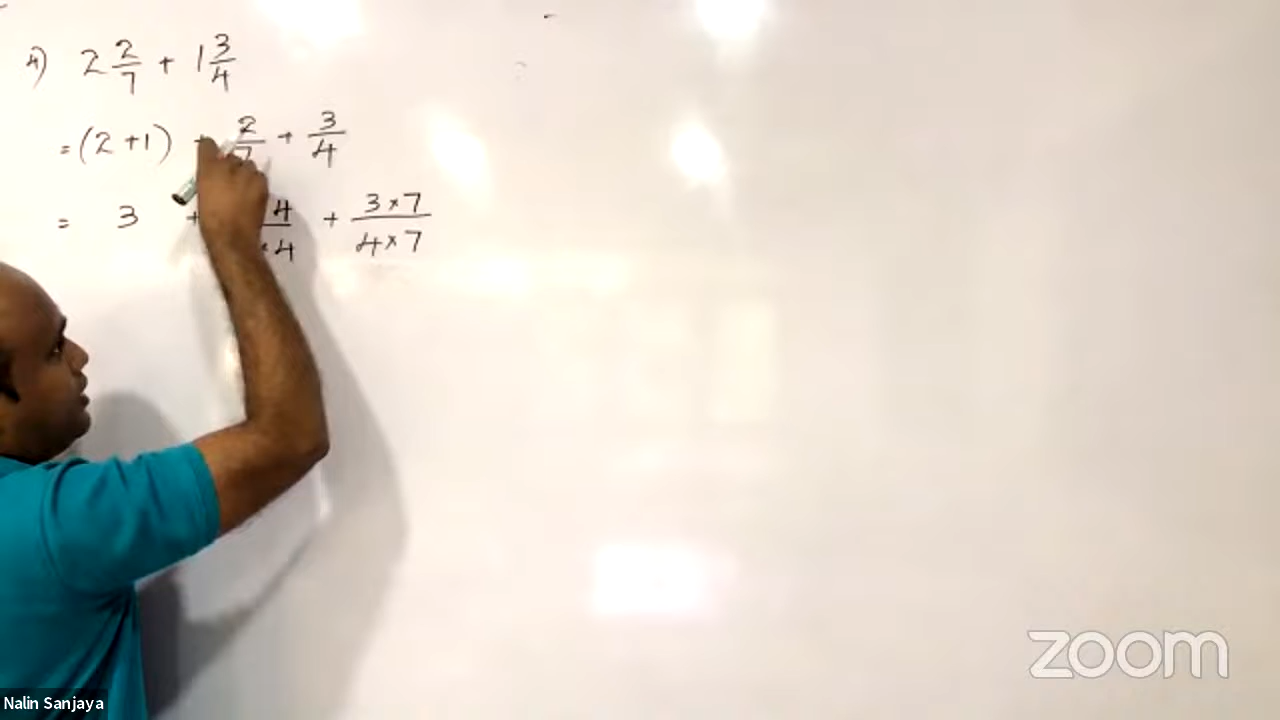 4) 2 2/7 + 1 3/4
= (2 + 1) + 2/7 + 3/4
= 3 + 4/×4 + 3×7/4×7
zoom
Nalin Sanjaya